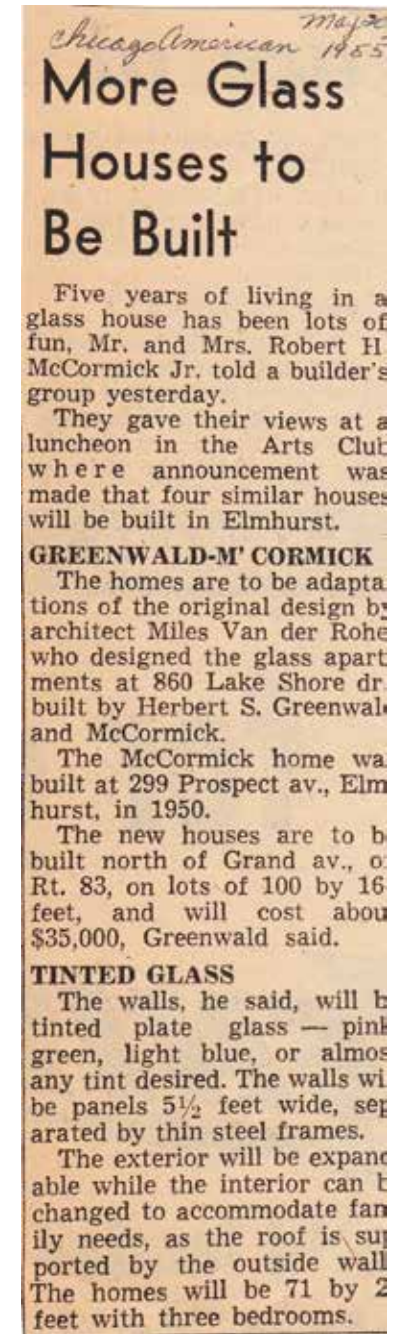 Chicago American May 20
1955
More Glass
Houses to
Be Built
Five years of living in a
glass house has been lots of
fun, Mr. and Mrs. Robert H
McCormick Jr. told a builder's
group yesterday.
They gave their views at a
luncheon in the Arts Club
where announcement was
made that four similar houses
will be built in Elmhurst.
GREENWALD-M'CORMICK
The homes are to be adapta
tions of the original design by
architect Miles Van der Rohe
who designed the glass apart
ments at 860 Lake Shore dr
built by Herbert S. Greenwal
and McCormick.
The McCormick home wa
built at 299 Prospect av., Elm
hurst, in 1950.
The new houses are to b
built north of Grand av., o
Rt. 83, on lots of 100 by 16
feet, and will cost abou
$35,000, Greenwald said.
TINTED GLASS
The walls, he said, will b
tinted plate glass — pink
green, light blue, or almos
any tint desired. The walls wi
be panels 5½ feet wide, sep
arated by thin steel frames.
The exterior will be expand
able while the interior can b
changed to accommodate fam
ily needs, as the roof is sup
ported by the outside wall
The homes will be 71 by 2
feet with three bedrooms.